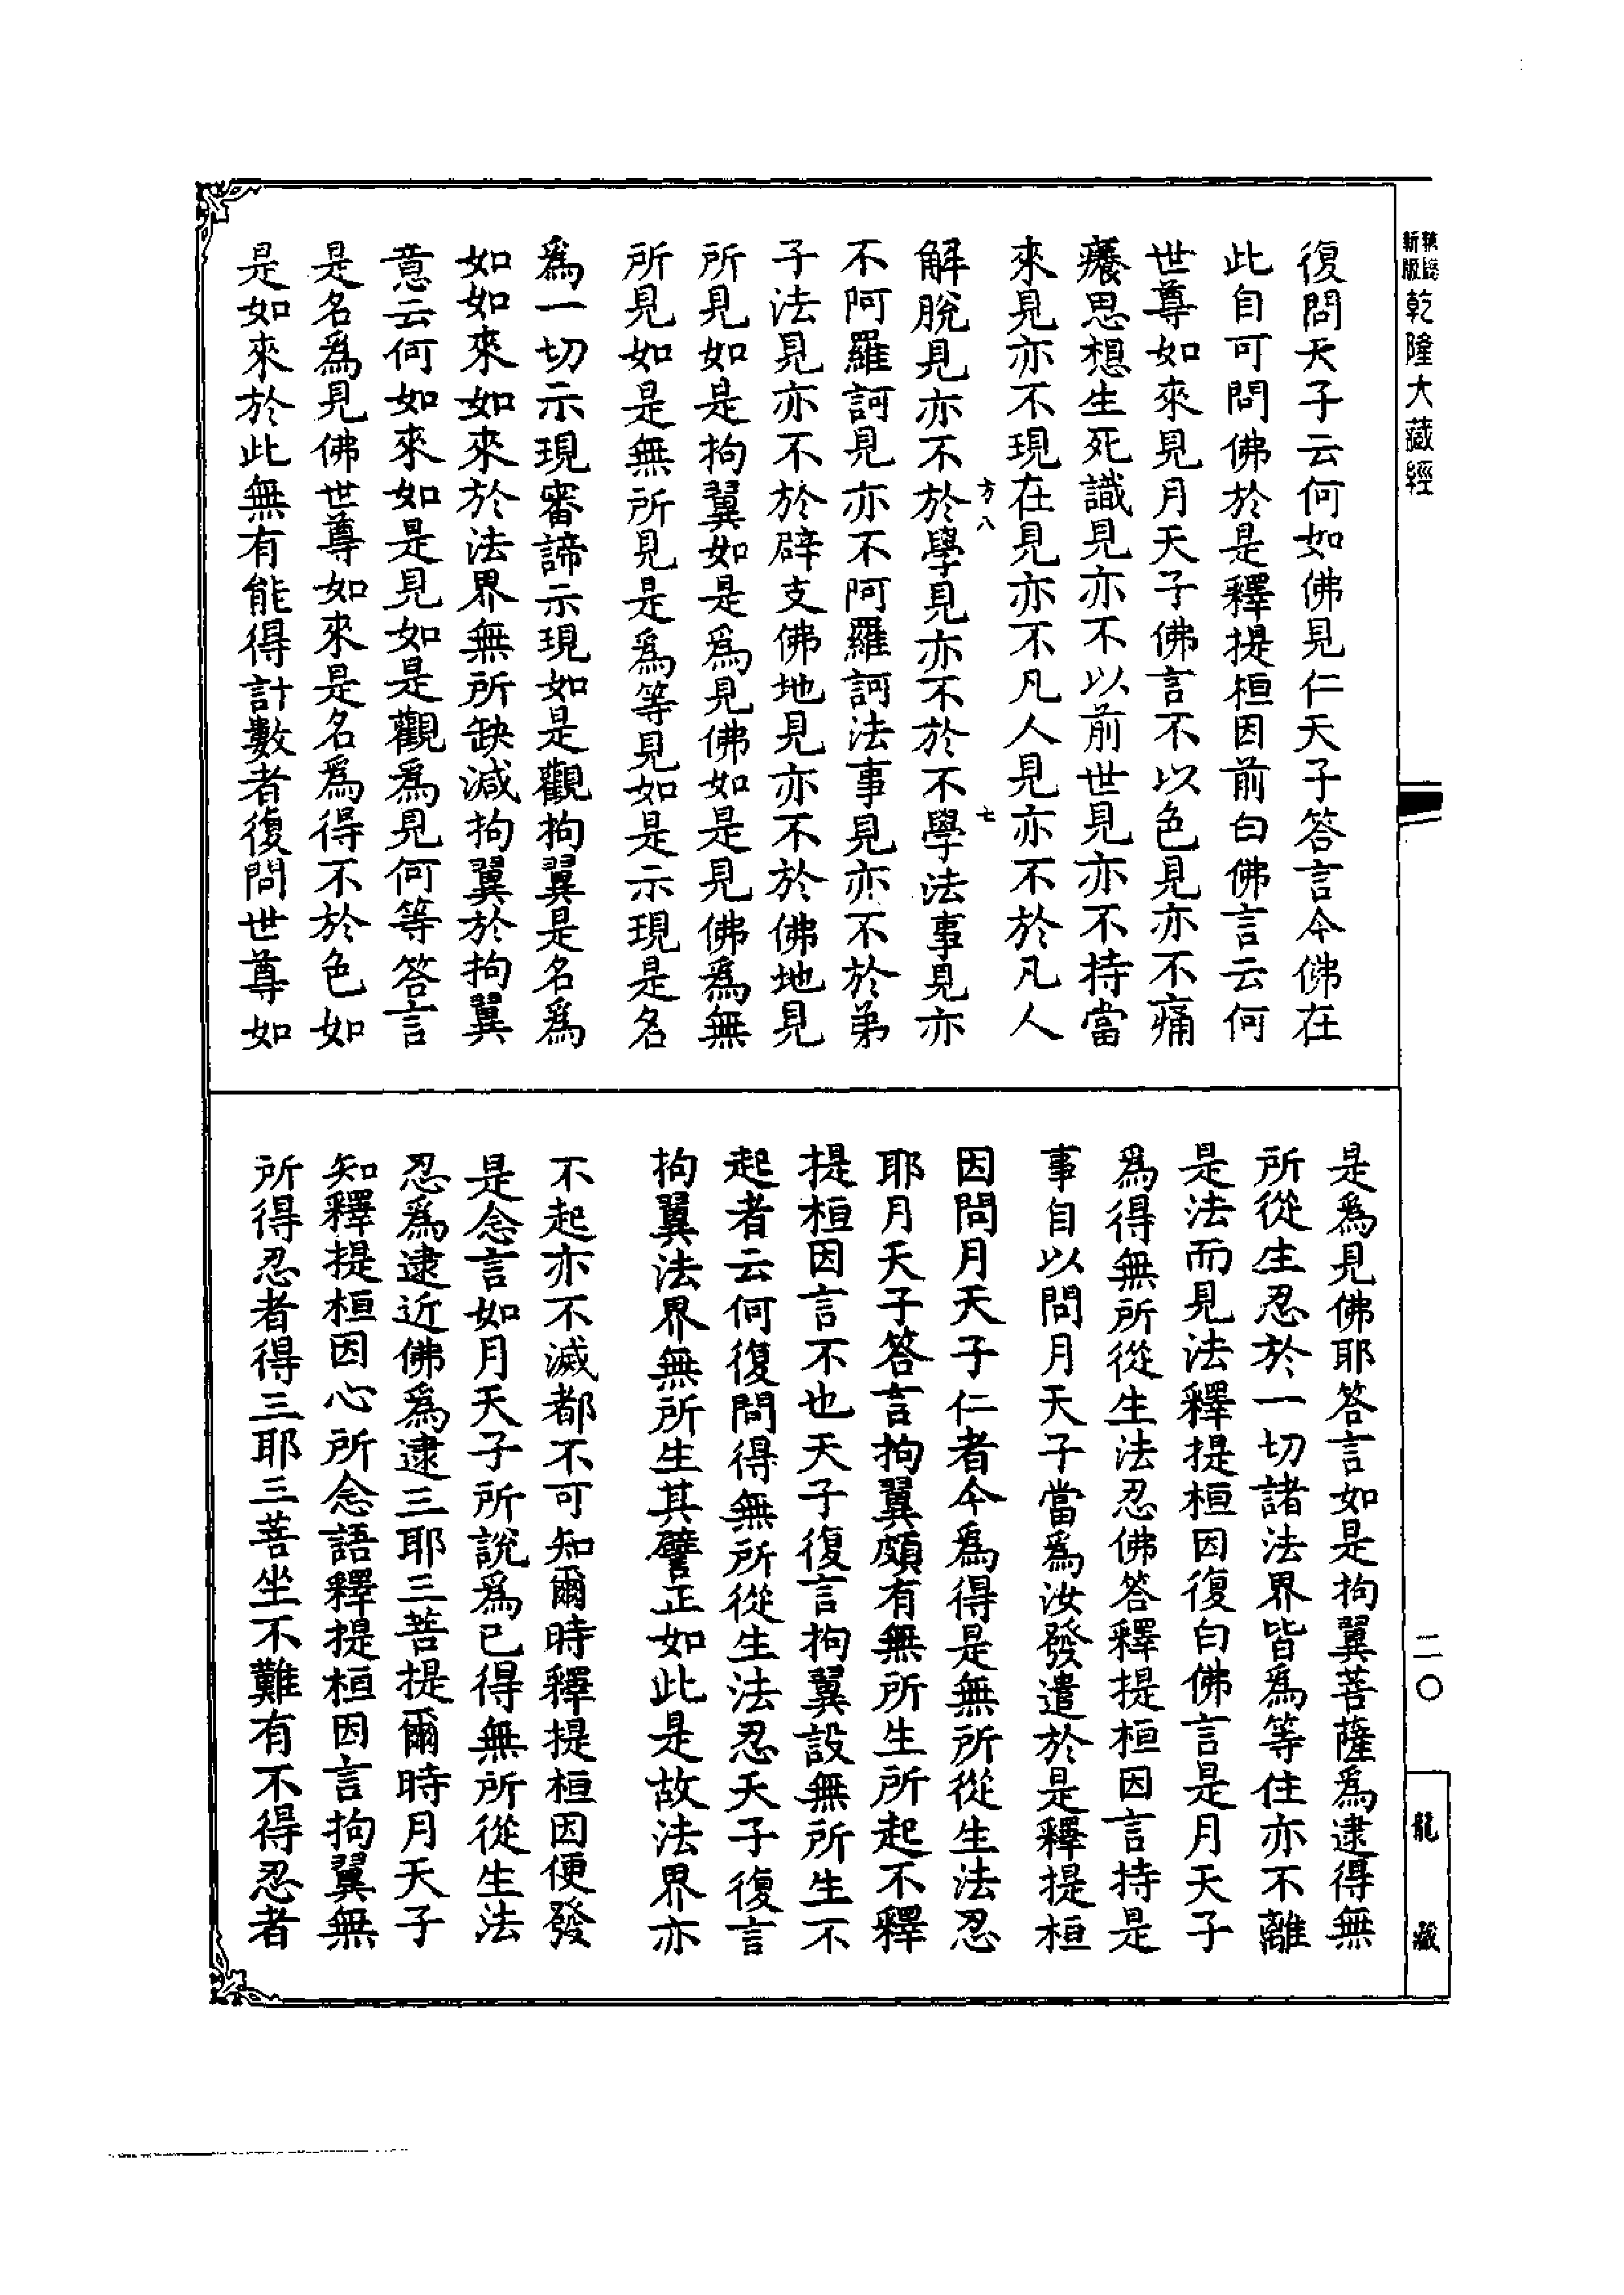 新版
乾隆大藏經
復問天子云何如佛見仁天子答言今佛在
此自可問佛於是釋提桓因前白佛言云何
世尊如來見月天子佛言不以色見亦不痛
癢思想生死識見亦不以前世見亦不持當
來見亦不現在見亦不凡人見亦不於凡人
方八
七
解脫見亦不於學見亦不於不學法事見亦
不阿羅訶見亦不阿羅訶法事見亦不於弟
子法見亦不於辟支佛地見亦不於佛地見
所見如是拘翼如是為見佛如是見佛為無
所見如是無所見是為等見如是示現是名
為一切示現審諦示現如是觀拘翼是名為
如如來如來於法界無所缺減拘翼於拘翼
意云何如來如是見如是觀為見何等答言
是名為見佛世尊如來是名為得不於色如
是如來於此無有能得計數者復問世尊如
是為見佛耶答言如是拘翼菩薩為逮得無
所從生忍於一切諸法界皆為等住亦不離
是法而見法釋提桓因復白佛言是月天子
為得無所從生法忍佛答釋提桓因言持是
事自以問月天子當為汝發遣於是釋提桓
因問月天子仁者今為得是無所從生法忍
耶月天子答言拘翼頗有無所生所起不釋
提桓因言不也天子復言拘翼設無所生不
起者云何復問得無所從生法忍天子復言
拘翼法界無所生其譬正如此是故法界亦
不起亦不滅都不可知爾時釋提桓因便發
是念言如月天子所說為已得無所從生法
忍為逮近佛為逮三耶三菩提爾時月天子
知釋提桓因心所念語釋提桓因言拘翼無
所得忍者得三耶三菩坐不難有不得忍者
二〇
龍藏